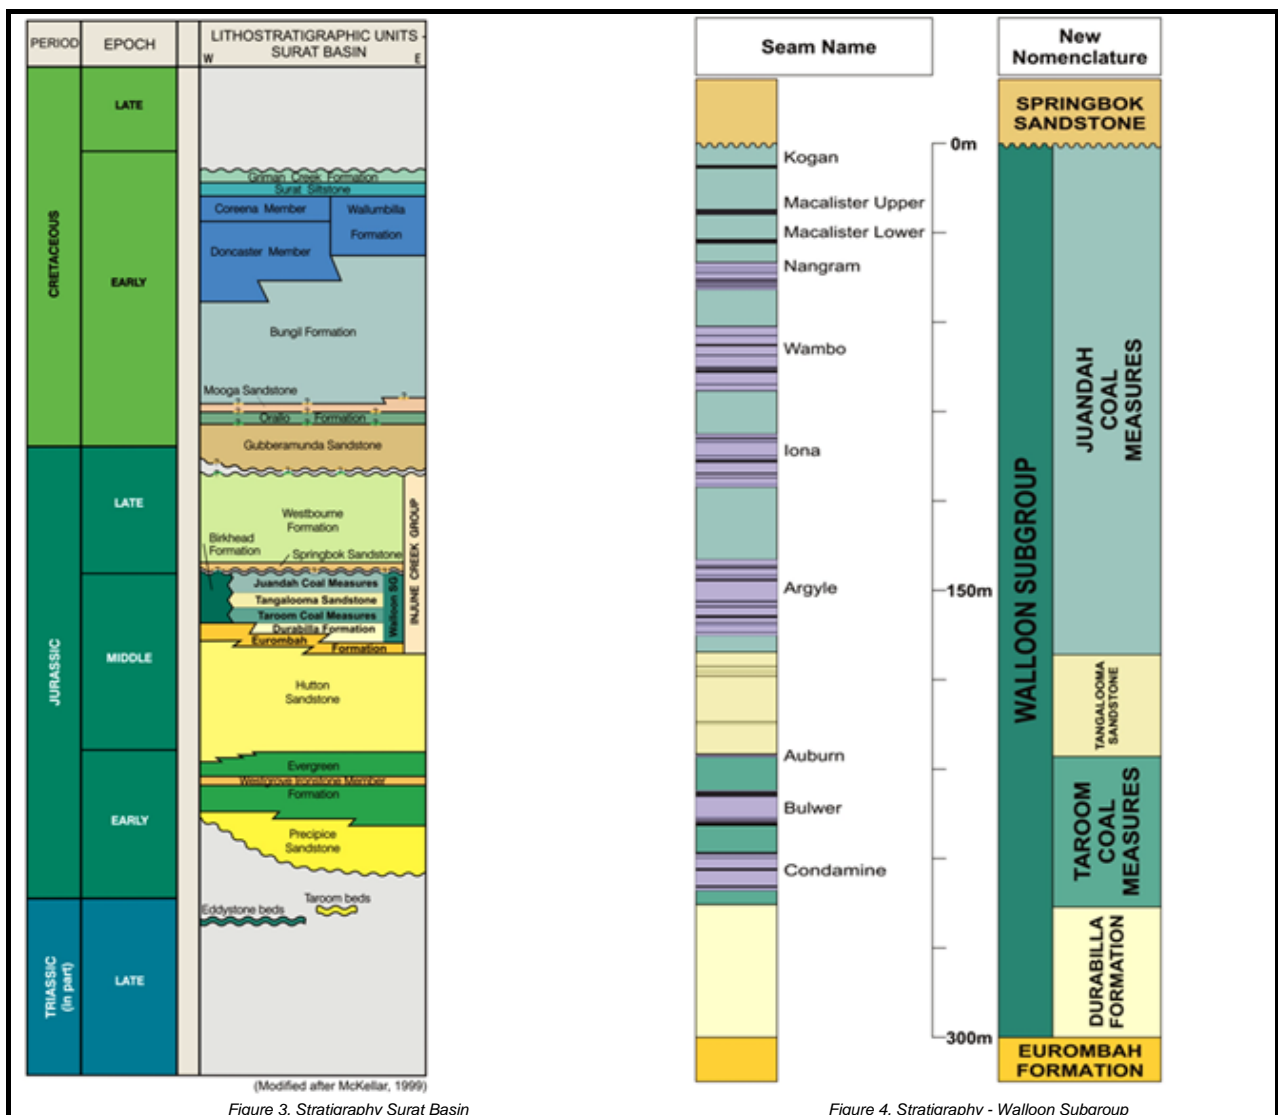 PERIOD
EPOCH
LITHOSTRATIGRAPHIC UNITS -
SURAT BASIN
W
E
CRETACEOUS
LATE
EARLY
JURASSIC
LATE
MIDDLE
EARLY
TRIASSIC
(in part)
LATE
Griman Creek Formation
Surat Siltstone
Coreena Member
Wallumbilla
Formation
Doncaster Member
Bungil Formation
Mooga Sandstone
? ? ?
?
? ? ?
Orallo Formation
Gubberamunda Sandstone
Westbourne
Formation
Birkhead
Formation
Springbok Sandstone
Juandah Coal Measures
Tangalooma Sandstone
Taroom Coal Measures
Durabilla Formation
Walloon SG
INJUNE CREEK GROUP
Eurombah
Formation
Hutton
Sandstone
Evergreen
Westgrove Ironstone Member
Formation
Precipice
Sandstone
Taroom beds
Eddystone beds
(Modified after McKellar, 1999)
Figure 3. Stratigraphy Surat Basin
Seam Name
Kogan
Macalister Upper
Macalister Lower
Nangram
Wambo
Iona
Argyle
Auburn
Bulwer
Condamine
0m
150m
300m
New
Nomenclature
SPRINGBOK
SANDSTONE
WALLOON SUBGROUP
JUANDAH
COAL
MEASURES
TANGALOOMA
SANDSTONE
TAROOM
COAL
MEASURES
DURABILLA
FORMATION
EUROMBAH
FORMATION
Figure 4. Stratigraphy - Walloon Subgroup